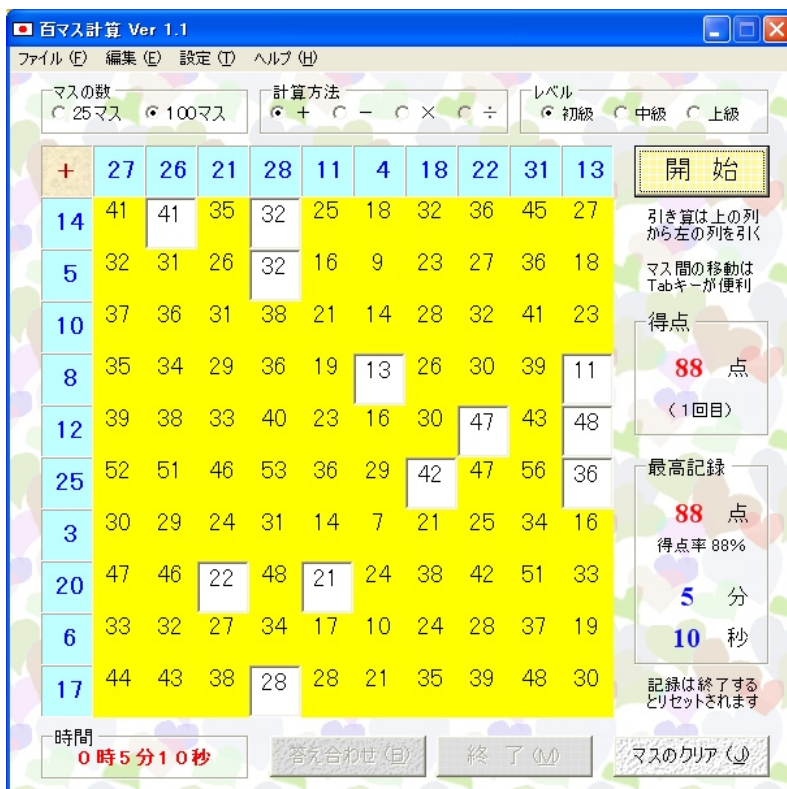 百マス計算 Ver 1.1
ファイル(F) 編集(E) 設定(T) ヘルプ(H)
マスの数 計算方法 レベル
25マス 100マス + − × ÷ 初級 中級 上級
+ 27 26 21 28 11 4 18 22 31 13
開 始
14 41 41 35 32 25 18 32 36 45 27
引き算は上の列
から左の列を引く
5 32 31 26 32 16 9 23 27 36 18
マス間の移動は
Tabキーが便利
10 37 36 31 38 21 14 28 32 41 23
得点
8 35 34 29 36 19 13 26 30 39 11
88 点
(1回目)
12 39 38 33 40 23 16 30 47 43 48
最高記録
25 52 51 46 53 36 29 42 47 56 36
88 点
3 30 29 24 31 14 7 21 25 34 16
得点率 88%
20 47 46 22 48 21 24 38 42 51 33
5 分
6 33 32 27 34 17 10 24 28 37 19
10 秒
17 44 43 38 28 28 21 35 39 48 30
記録は終了する
とリセットされます
時間
0時5分10秒
答え合わせ(B) 終 了(M) マスのクリア(J)